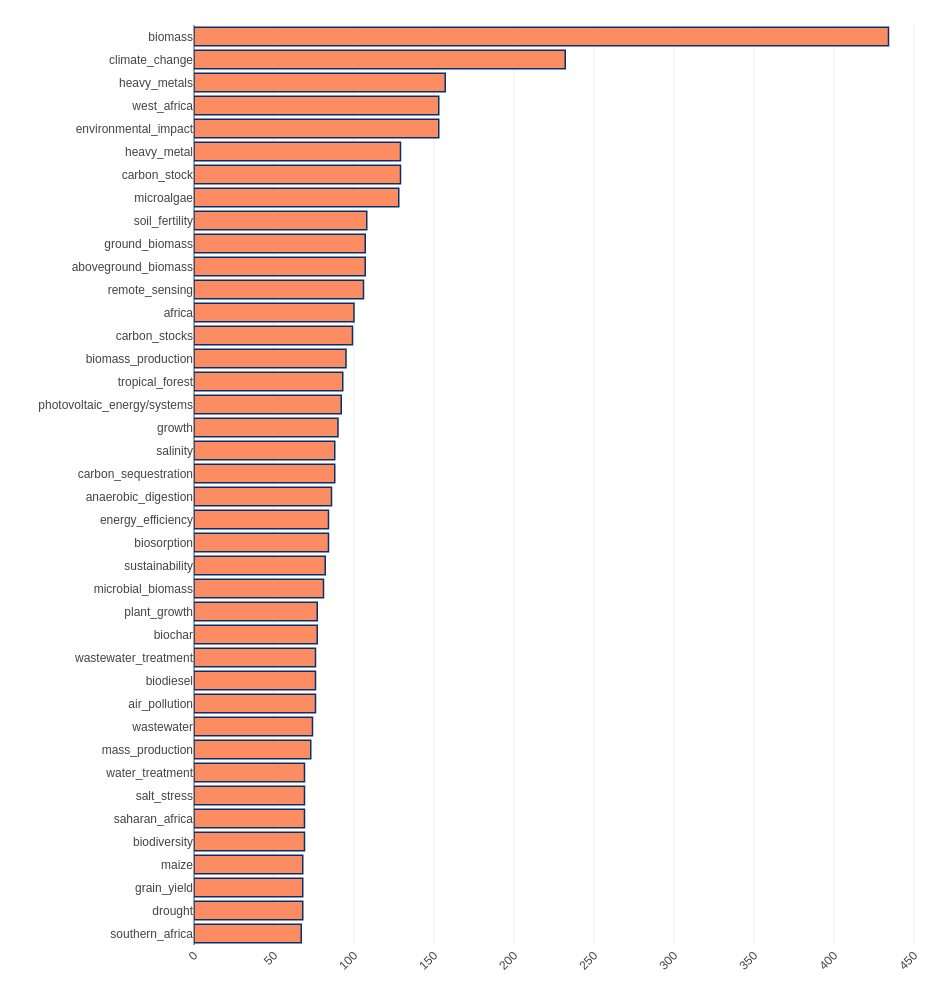 biomass
climate_change
heavy_metals
west_africa
environmental_impact
heavy_metal
carbon_stock
microalgae
soil_fertility
ground_biomass
aboveground_biomass
remote_sensing
africa
carbon_stocks
biomass_production
tropical_forest
photovoltaic_energy/systems
growth
salinity
carbon_sequestration
anaerobic_digestion
energy_efficiency
biosorption
sustainability
microbial_biomass
plant_growth
biochar
wastewater_treatment
biodiesel
air_pollution
wastewater
mass_production
water_treatment
salt_stress
saharan_africa
biodiversity
maize
grain_yield
drought
southern_africa
0 50 100 150 200 250 300 350 400 450